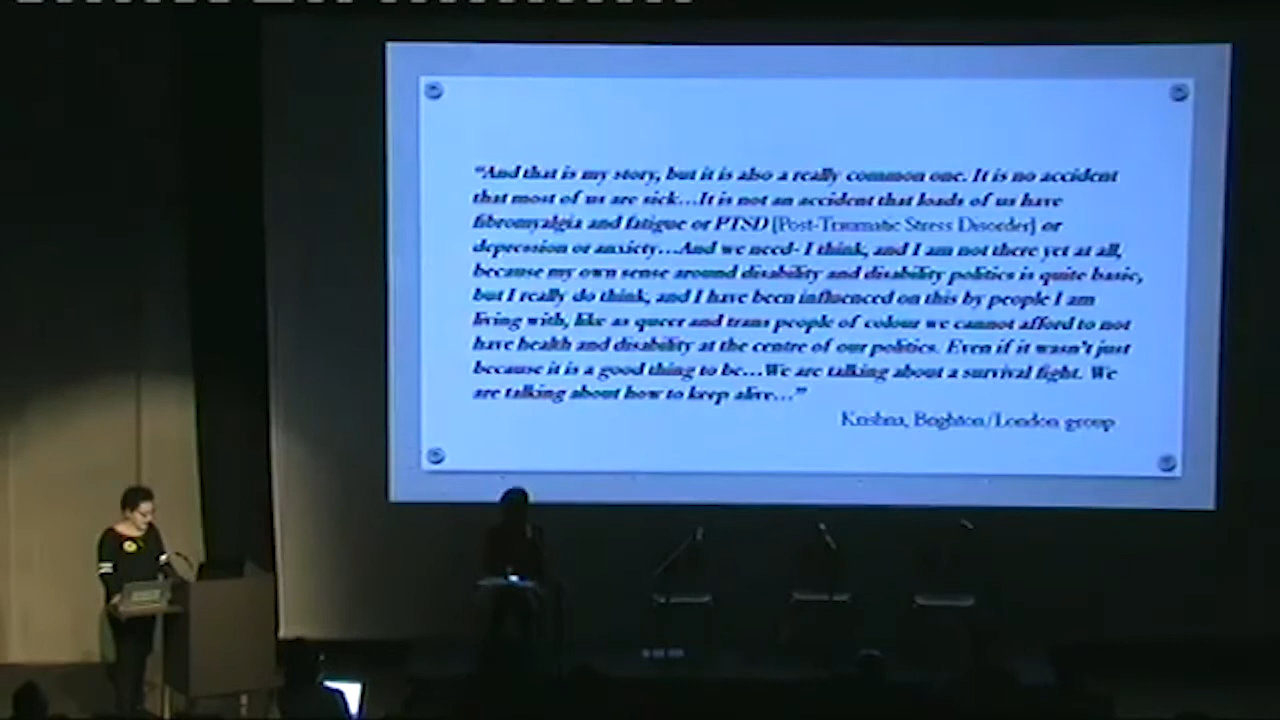 “And that is my story, but it is also a really common one. It is no accident
that most of us are sick…It is not an accident that loads of us have
fibromyalgia and fatigue or PTSD [Post-Traumatic Stress Disorder] or
depression or anxiety…And we need- I think, and I am not there yet at all,
because my own sense around disability and disability politics is quite basic,
but I really do think, and I have been influenced on this by people I am
living with, like as queer and trans people of colour we cannot afford to not
have health and disability at the centre of our politics. Even if it wasn’t just
because it is a good thing to be…We are talking about a survival fight. We
are talking about how to keep alive…”
Krishna, Brighton/London group